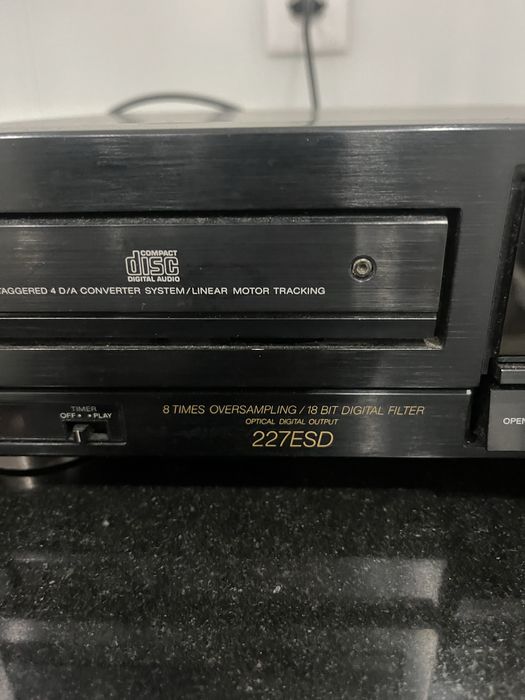 COMPACT
disc
DIGITAL AUDIO
TAGGERED 4 D/A CONVERTER SYSTEM/LINEAR MOTOR TRACKING
TIMER
OFF • • PLAY
8 TIMES OVERSAMPLING / 18 BIT DIGITAL FILTER
OPTICAL DIGITAL OUTPUT
227ESD
OPEN